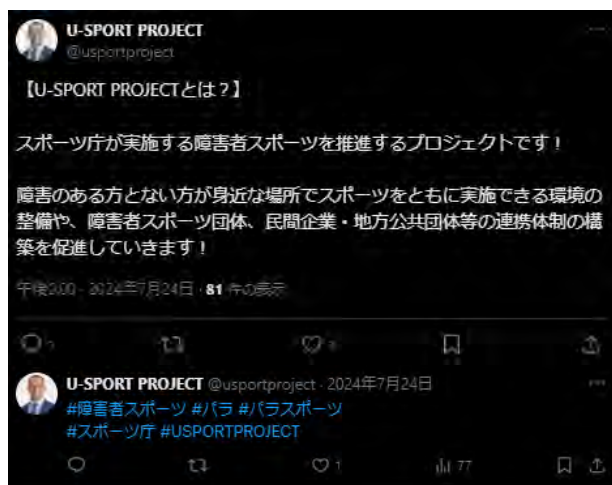 U-SPORT PROJECT
@usportproject
【U-SPORT PROJECTとは？】
スポーツ庁が実施する障害者スポーツを推進するプロジェクトです！
障害のある方とない方が身近な場所でスポーツをともに実施できる環境の
整備や、障害者スポーツ団体、民間企業・地方公共団体等の連携体制の構
築を促進していきます！
午後2:00 · 2024年7月24日 · 81 件の表示
U-SPORT PROJECT @usportproject · 2024年7月24日
#障害者スポーツ #パラ #パラスポーツ
#スポーツ庁 #USPORTPROJECT
1 77